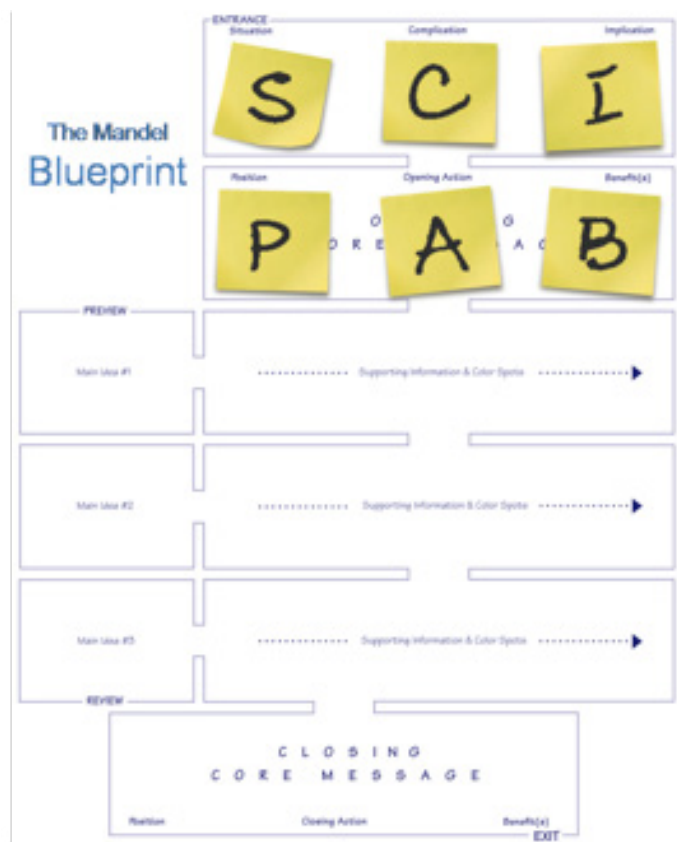 ENTRANCE
Situation Complication Implication
S C I
The Mandel
Blueprint
Position Opening Action Benefit(s)
P A B
PREVIEW
Main Idea #1 Supporting Information & Color Spots
Main Idea #2 Supporting Information & Color Spots
Main Idea #3 Supporting Information & Color Spots
REVIEW
CLOSING
CORE MESSAGE
Position Closing Action Benefit(s)
EXIT